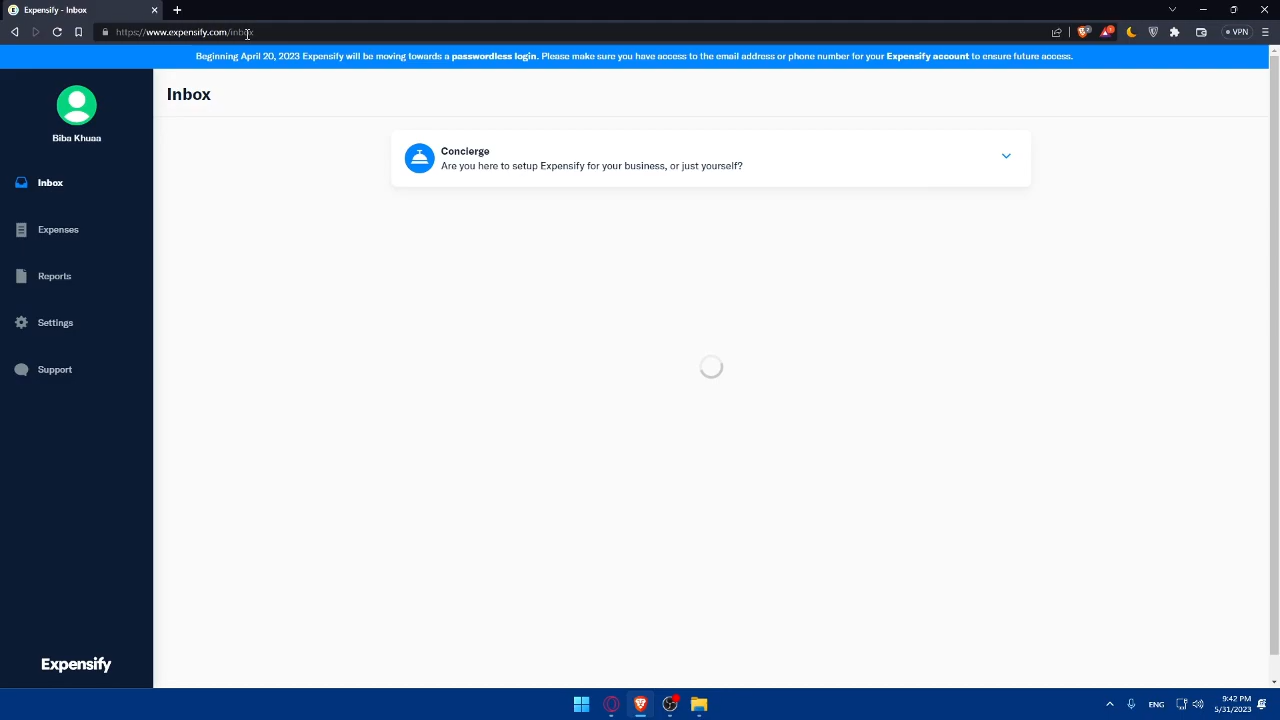 Expensify - Inbox
https://www.expensify.com/inbox
VPN
Beginning April 20, 2023 Expensify will be moving towards a passwordless login. Please make sure you have access to the email address or phone number for your Expensify account to ensure future access.
Biba Khuaa
Inbox
Expenses
Reports
Settings
Support
Expensify
Inbox
Concierge
Are you here to setup Expensify for your business, or just yourself?
ENG
9:42 PM
5/31/2023